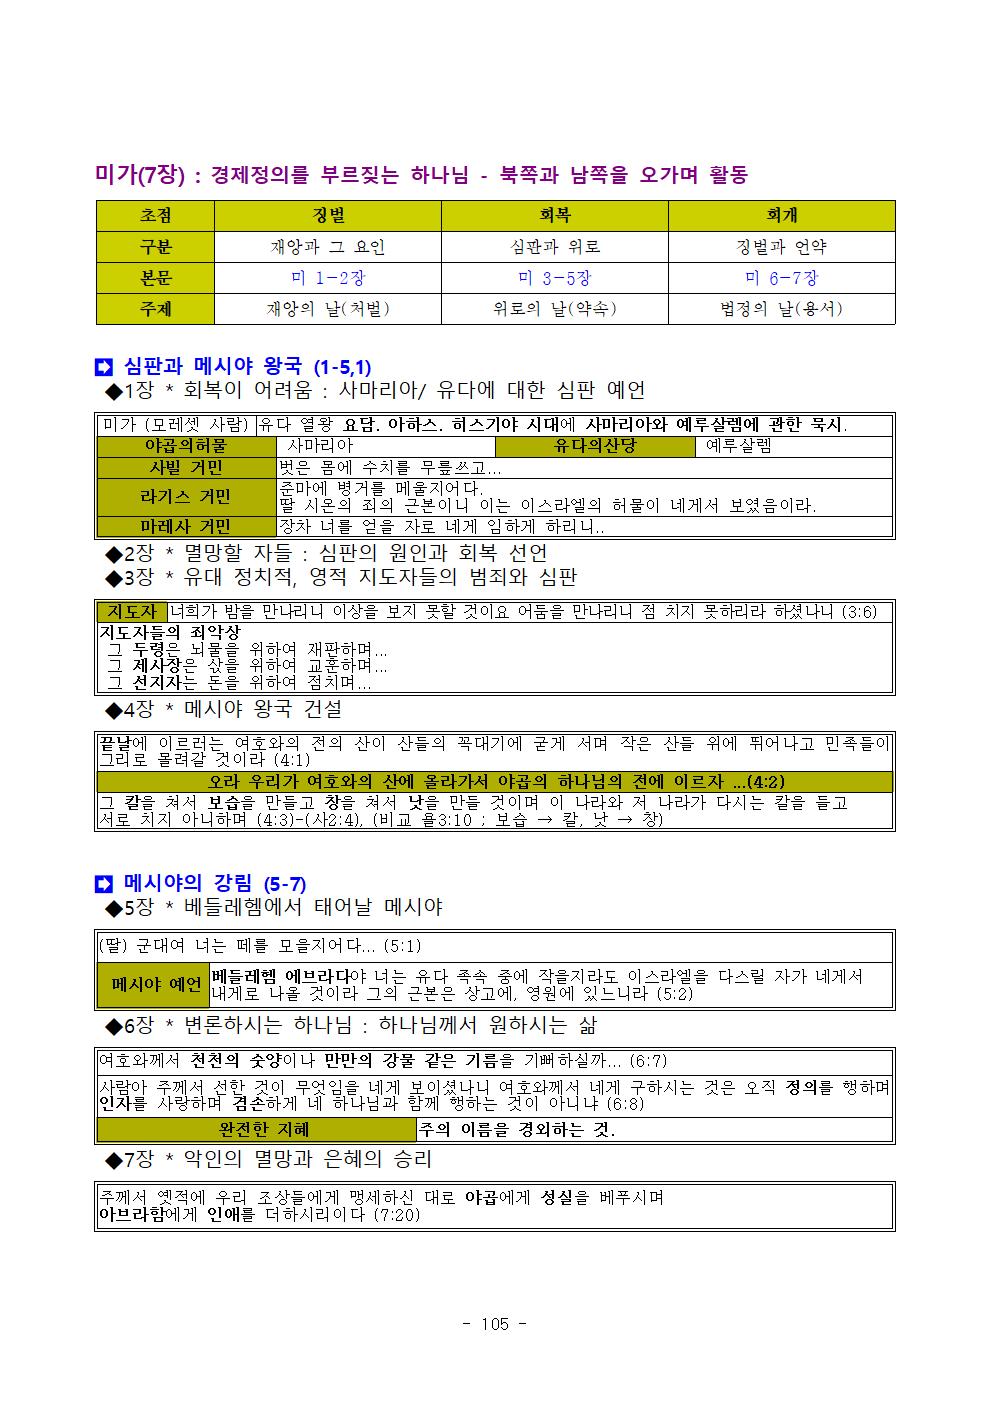 미가(7장) : 경제정의를 부르짖는 하나님 - 북쪽과 남쪽을 오가며 활동
초점 징벌 회복 회개
구분 재앙과 그 요인 심판과 위로 징벌과 언약
본문 미 1-2장 미 3-5장 미 6-7장
주제 재앙의 날(처벌) 위로의 날(약속) 법정의 날(용서)
➡ 심판과 메시야 왕국 (1-5,1)
◆1장 * 회복이 어려움 : 사마리아/ 유다에 대한 심판 예언
미가 (모레셋 사람) 유다 열왕 요담. 아하스. 히스기야 시대에 사마리아와 예루살렘에 관한 묵시.
야곱의허물 사마리아 유다의산당 예루살렘
사빌 거민 벗은 몸에 수치를 무릎쓰고...
라기스 거민 준마에 병거를 메울지어다.
딸 시온의 죄의 근본이니 이는 이스라엘의 허물이 네게서 보였음이라.
마레사 거민 장차 너를 얻을 자로 네게 임하게 하리니..
◆2장 * 멸망할 자들 : 심판의 원인과 회복 선언
◆3장 * 유대 정치적, 영적 지도자들의 범죄와 심판
지도자 너희가 밤을 만나리니 이상을 보지 못할 것이요 어둠을 만나리니 점 치지 못하리라 하셨나니 (3:6)
지도자들의 죄악상
그 두령은 뇌물을 위하여 재판하며...
그 제사장은 삯을 위하여 교훈하며...
그 선지자는 돈을 위하여 점치며...
◆4장 * 메시야 왕국 건설
끝날에 이르러는 여호와의 전의 산이 산들의 꼭대기에 굳게 서며 작은 산들 위에 뛰어나고 민족들이
그리로 몰려갈 것이라 (4:1)
오라 우리가 여호와의 산에 올라가서 야곱의 하나님의 전에 이르자 ...(4:2)
그 칼을 쳐서 보습을 만들고 창을 쳐서 낫을 만들 것이며 이 나라와 저 나라가 다시는 칼을 들고
서로 치지 아니하며 (4:3)-(사2:4), (비교 욜3:10 ; 보습 → 칼, 낫 → 창)
➡ 메시야의 강림 (5-7)
◆5장 * 베들레헴에서 태어날 메시야
(딸) 군대여 너는 떼를 모을지어다... (5:1)
메시야 예언 베들레헴 에브라다야 너는 유다 족속 중에 작을지라도 이스라엘을 다스릴 자가 네게서
내게로 나올 것이라 그의 근본은 상고에, 영원에 있느니라 (5:2)
◆6장 * 변론하시는 하나님 : 하나님께서 원하시는 삶
여호와께서 천천의 숫양이나 만만의 강물 같은 기름을 기뻐하실까... (6:7)
사람아 주께서 선한 것이 무엇임을 네게 보이셨나니 여호와께서 네게 구하시는 것은 오직 정의를 행하며
인자를 사랑하며 겸손하게 네 하나님과 함께 행하는 것이 아니냐 (6:8)
완전한 지혜 주의 이름을 경외하는 것.
◆7장 * 악인의 멸망과 은혜의 승리
주께서 옛적에 우리 조상들에게 맹세하신 대로 야곱에게 성실을 베푸시며
아브라함에게 인애를 더하시리이다 (7:20)
- 105 -